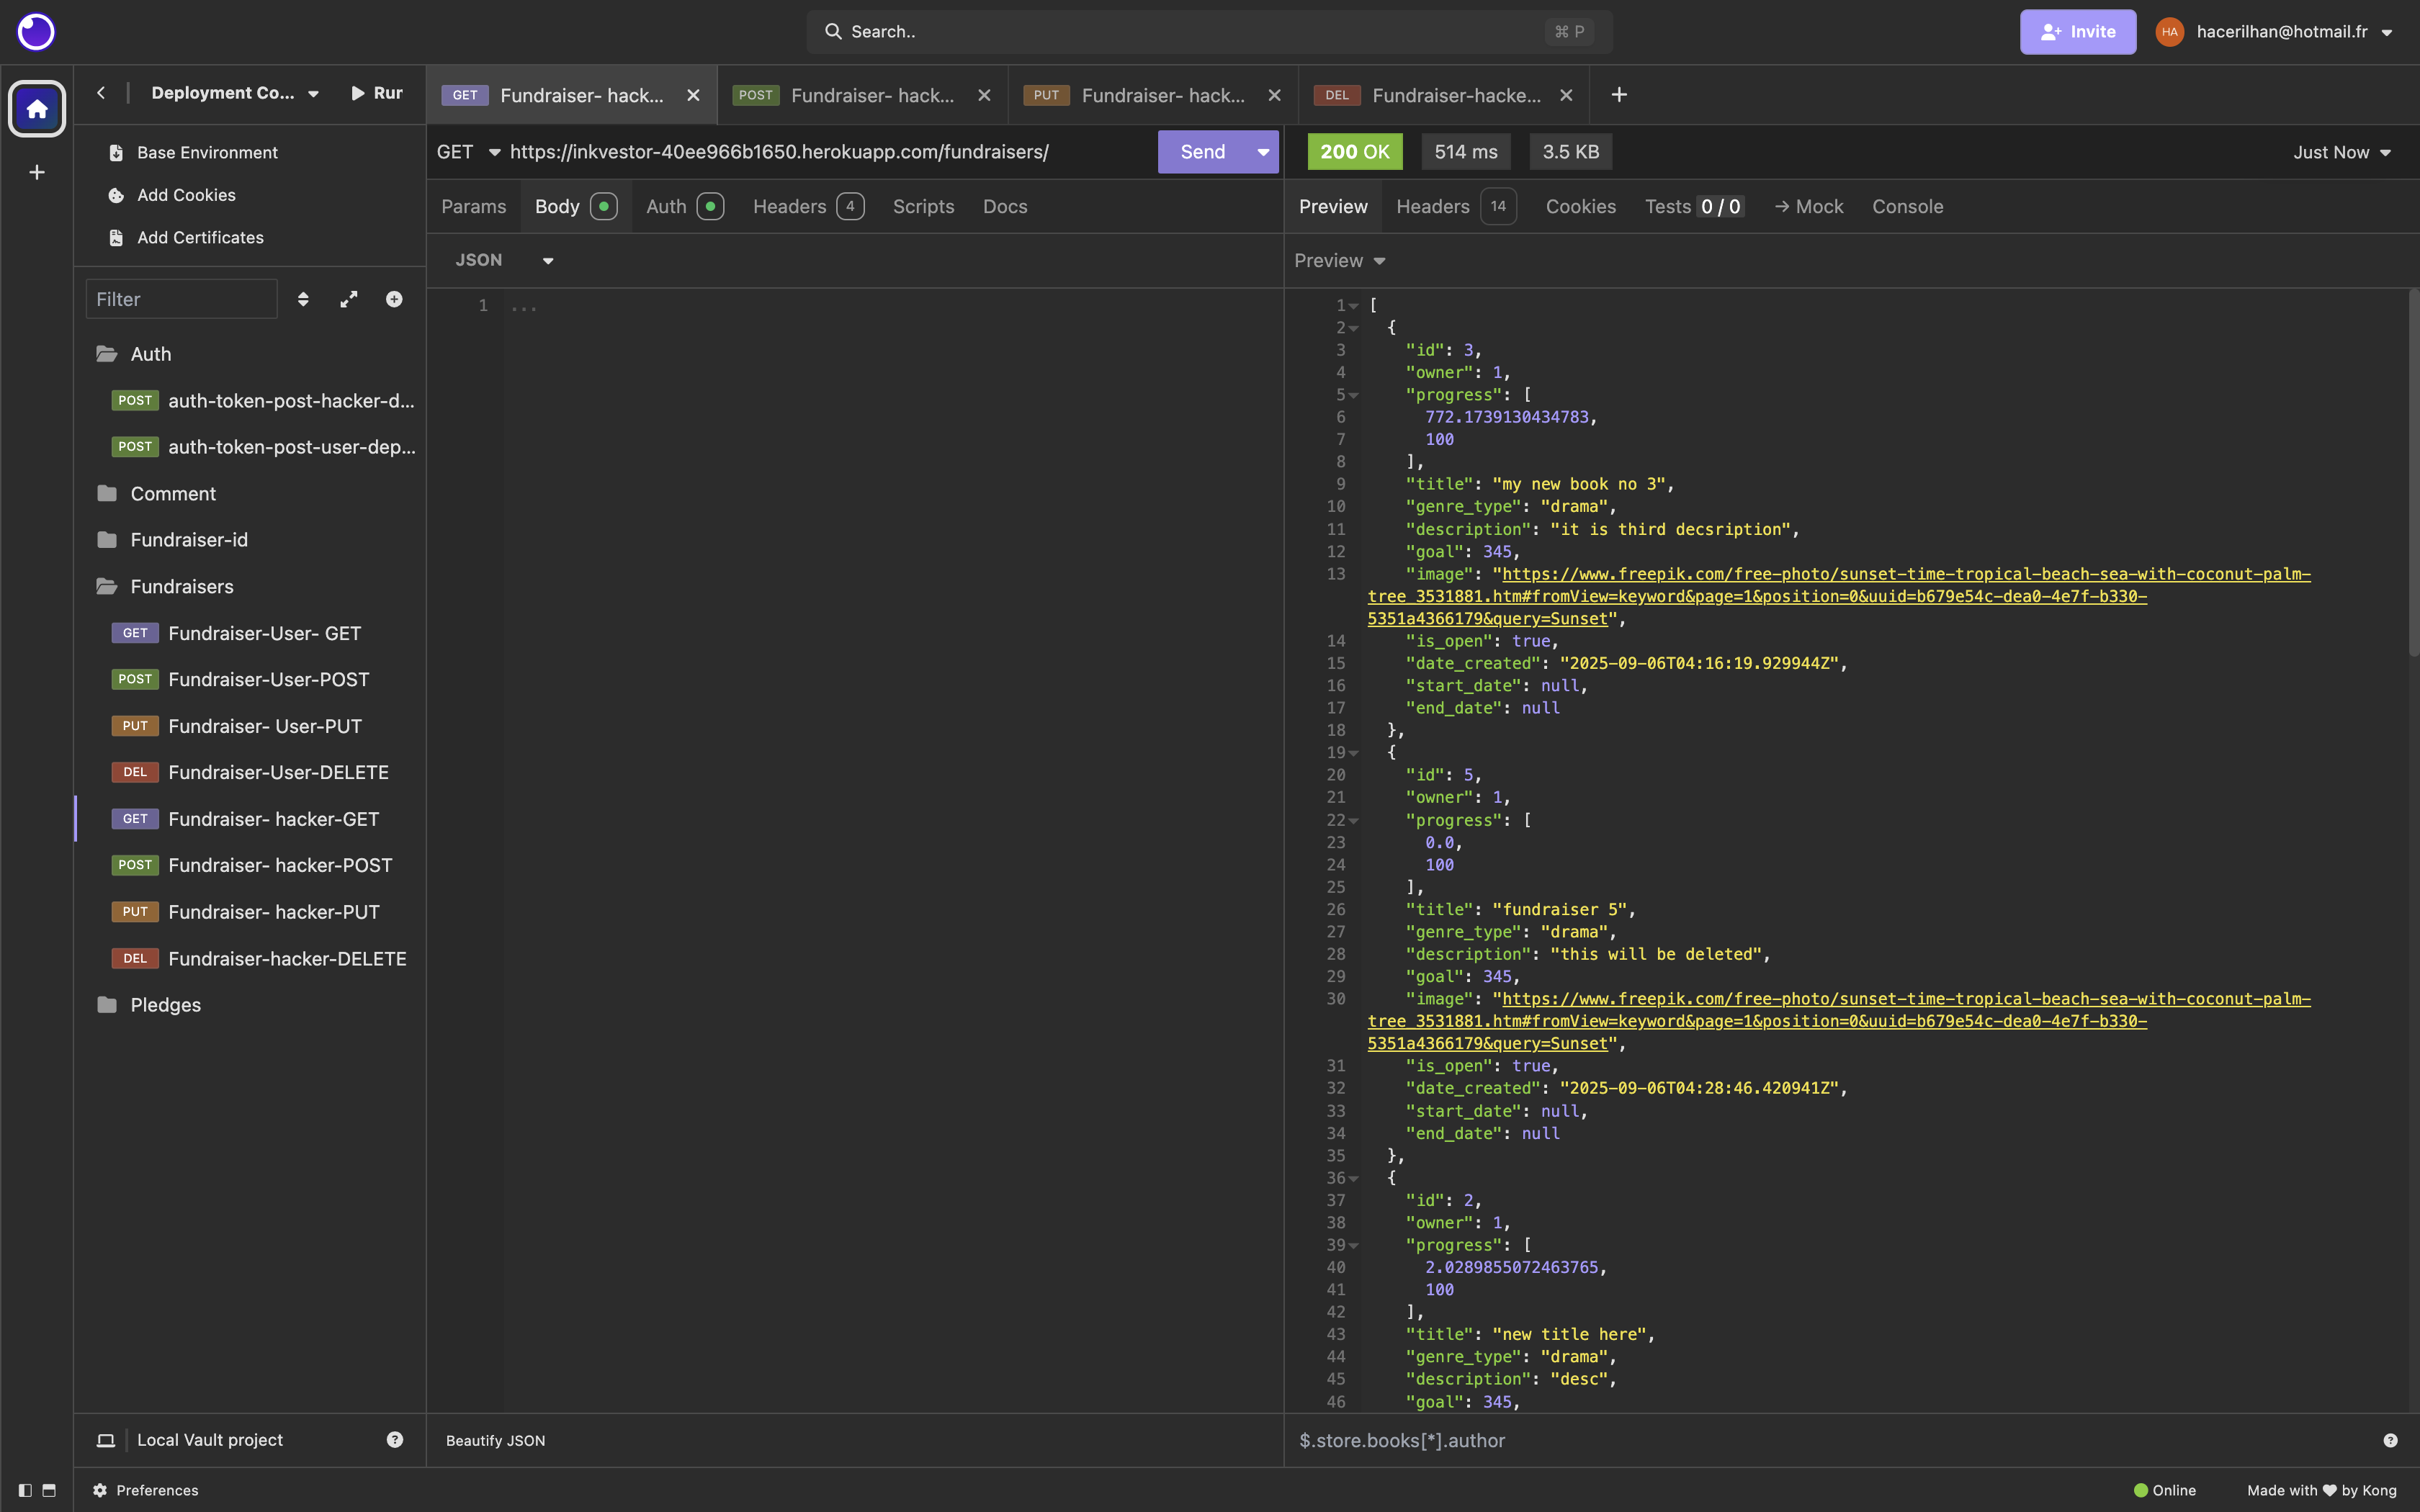 Search..
⌘ P
Invite
HA
hacerilhan@hotmail.fr
Deployment Co...
Rur
GET Fundraiser- hack...
POST Fundraiser- hack...
PUT Fundraiser- hack...
DEL Fundraiser-hacke...
Base Environment
Add Cookies
Add Certificates
Filter
Auth
POST auth-token-post-hacker-d...
POST auth-token-post-user-dep...
Comment
Fundraiser-id
Fundraisers
GET Fundraiser-User- GET
POST Fundraiser-User-POST
PUT Fundraiser- User-PUT
DEL Fundraiser-User-DELETE
GET Fundraiser- hacker-GET
POST Fundraiser- hacker-POST
PUT Fundraiser- hacker-PUT
DEL Fundraiser-hacker-DELETE
Pledges
Local Vault project
Preferences
GET https://inkvestor-40ee966b1650.herokuapp.com/fundraisers/
Send
Params Body Auth Headers 4 Scripts Docs
JSON
1 ...
Beautify JSON
200 OK 514 ms 3.5 KB Just Now
Preview Headers 14 Cookies Tests 0 / 0 → Mock Console
Preview
1 [
2 {
3 "id": 3,
4 "owner": 1,
5 "progress": [
6 772.1739130434783,
7 100
8 ],
9 "title": "my new book no 3",
10 "genre_type": "drama",
11 "description": "it is third decsription",
12 "goal": 345,
13 "image": "https://www.freepik.com/free-photo/sunset-time-tropical-beach-sea-with-coconut-palm-
tree_3531881.htm#fromView=keyword&page=1&position=0&uuid=b679e54c-dea0-4e7f-b330-
5351a4366179&query=Sunset",
14 "is_open": true,
15 "date_created": "2025-09-06T04:16:19.929944Z",
16 "start_date": null,
17 "end_date": null
18 },
19 {
20 "id": 5,
21 "owner": 1,
22 "progress": [
23 0.0,
24 100
25 ],
26 "title": "fundraiser 5",
27 "genre_type": "drama",
28 "description": "this will be deleted",
29 "goal": 345,
30 "image": "https://www.freepik.com/free-photo/sunset-time-tropical-beach-sea-with-coconut-palm-
tree_3531881.htm#fromView=keyword&page=1&position=0&uuid=b679e54c-dea0-4e7f-b330-
5351a4366179&query=Sunset",
31 "is_open": true,
32 "date_created": "2025-09-06T04:28:46.420941Z",
33 "start_date": null,
34 "end_date": null
35 },
36 {
37 "id": 2,
38 "owner": 1,
39 "progress": [
40 2.0289855072463765,
41 100
42 ],
43 "title": "new title here",
44 "genre_type": "drama",
45 "description": "desc",
46 "goal": 345,
$.store.books[*].author
Online
Made with ♥ by Kong